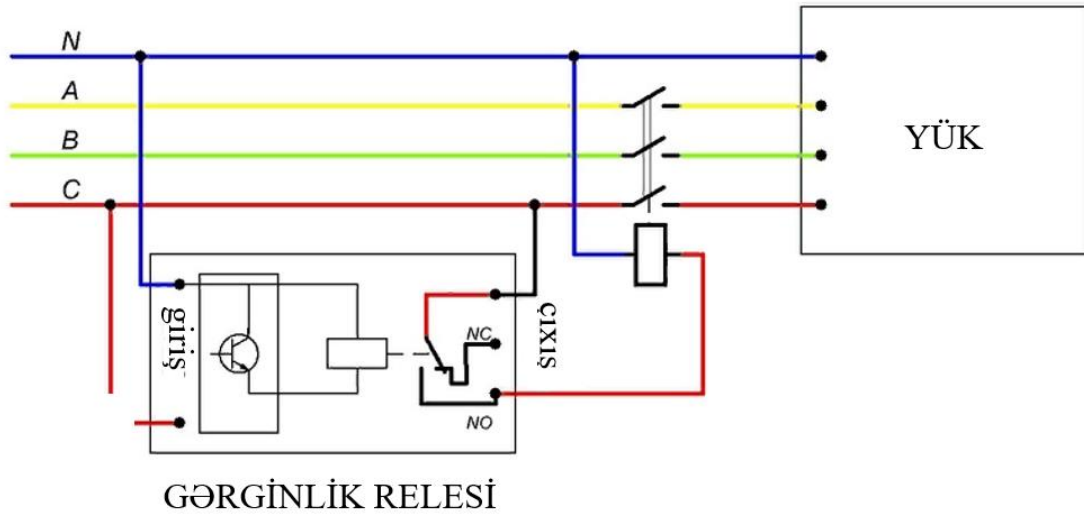 N
A
B
C
YÜK
giriş
NC
çıxış
NO
GƏRGİNLİK RELESİ